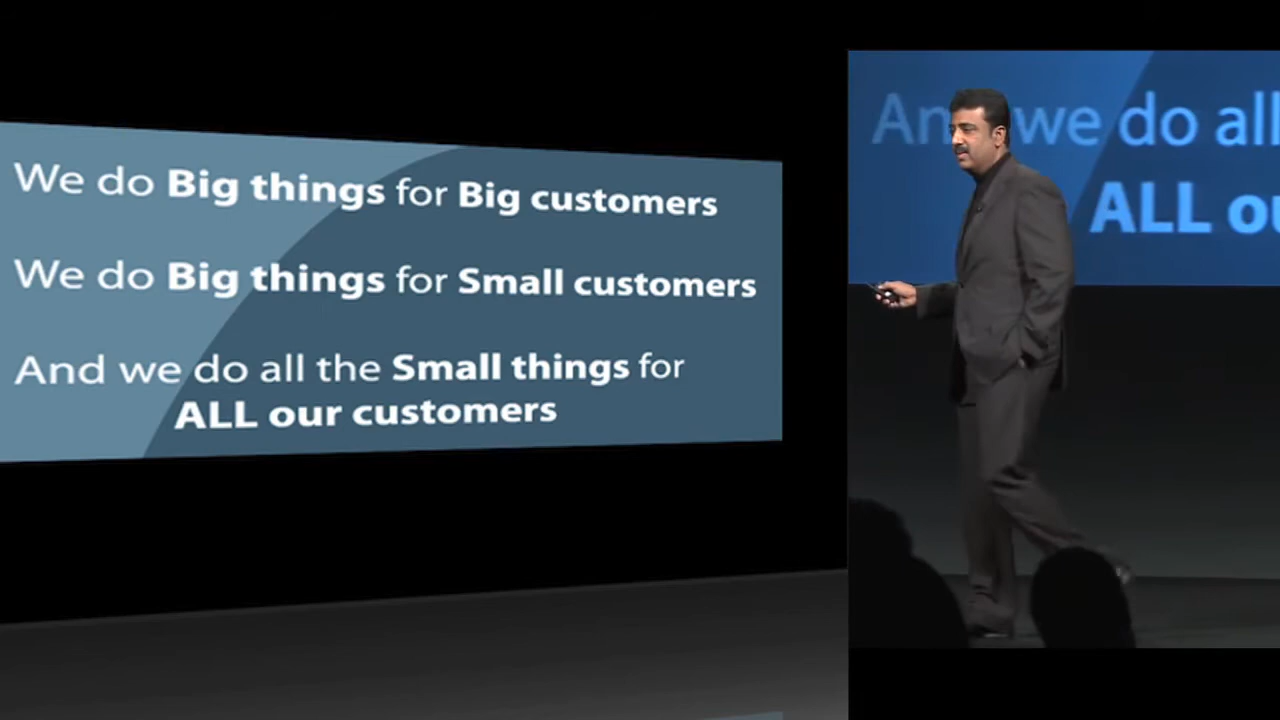 We do Big things for Big customers
We do Big things for Small customers
And we do all the Small things for
ALL our customers
we do all
ALL